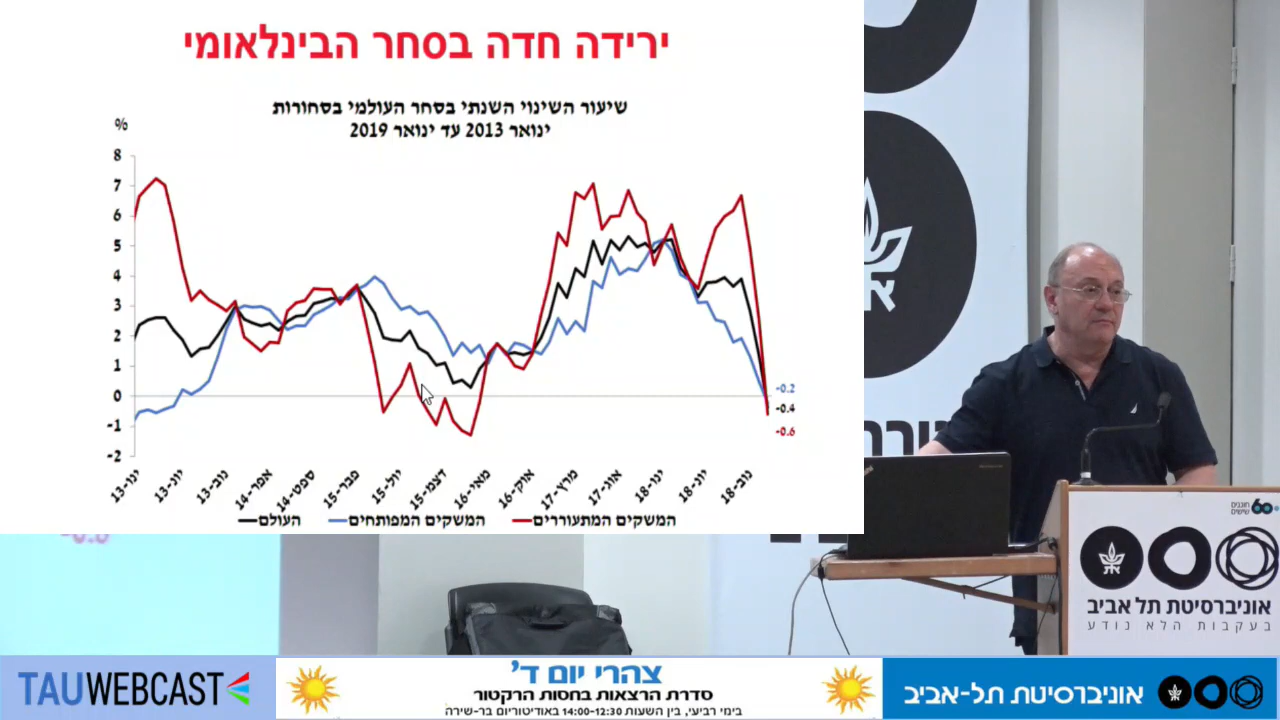 ירידה חדה בסחר הבינלאומי
שיעור השינוי השנתי בסחר העולמי בסחורות
ינואר 2013 עד ינואר 2019
%
8
7
6
5
4
3
2
1
0
-1
-2
-0.2
-0.4
-0.6
ינו-13
יוני-13
נוב-13
אפר-14
ספט-14
פבר-15
יול-15
דצמ-15
מאי-16
אוק-16
מרץ-17
אוג-17
ינו-18
יונ-18
נוב-18
העולם
המשקים המפותחים
המשקים המתעוררים
חוגגים
שישים
60
אוניברסיטת תל אביב
בעקבות הלא נודע
TAUWEBCAST
צהרי יום ד'
סדרת הרצאות בחסות הרקטור
בימי רביעי, בין השעות 14:00-12:30 באודיטוריום בר-שירה
אוניברסיטת תל-אביב